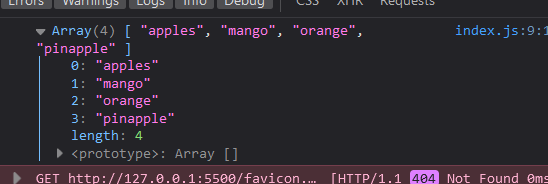 Errors Warnings Logs Info Debug CSS XHR Requests
Array(4) [ "apples", "mango", "orange", index.js:9:1
"pinapple" ]
0: "apples"
1: "mango"
2: "orange"
3: "pinapple"
length: 4
<prototype>: Array []
GET http://127.0.0.1:5500/favicon.… [HTTP/1.1 404 Not Found 0ms